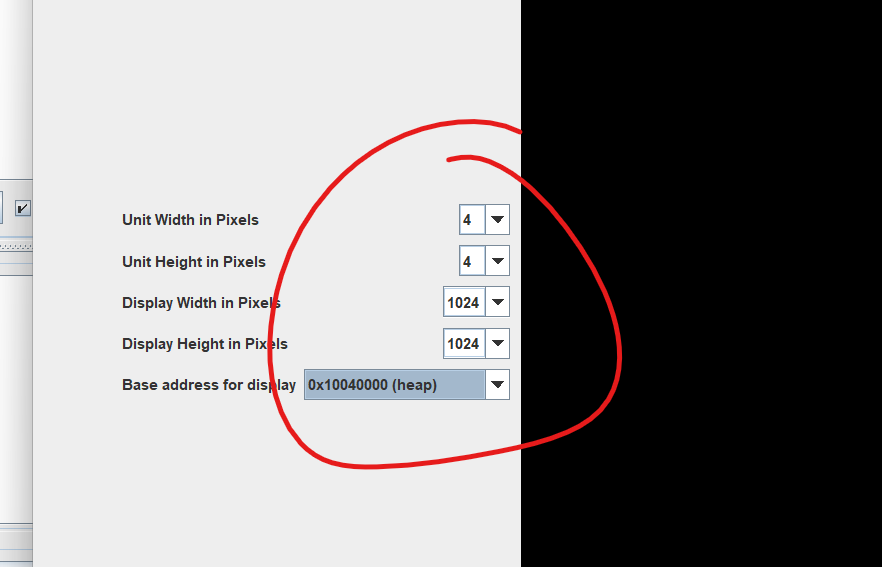 Unit Width in Pixels 4
Unit Height in Pixels 4
Display Width in Pixels 1024
Display Height in Pixels 1024
Base address for display 0x10040000 (heap)